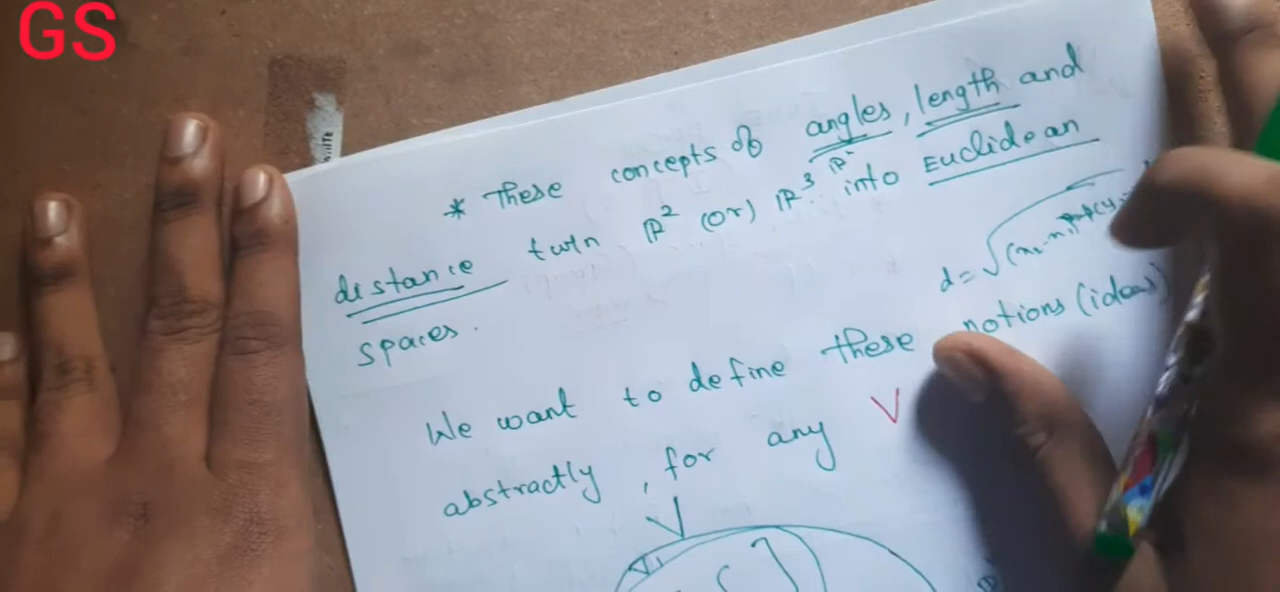 GS
* These concepts of angles, length and
distance turn ℝ² (or) ℝ³ into Euclidean
spaces.
d = √
We want to define these notions (ideas)
abstractly, for any V
V